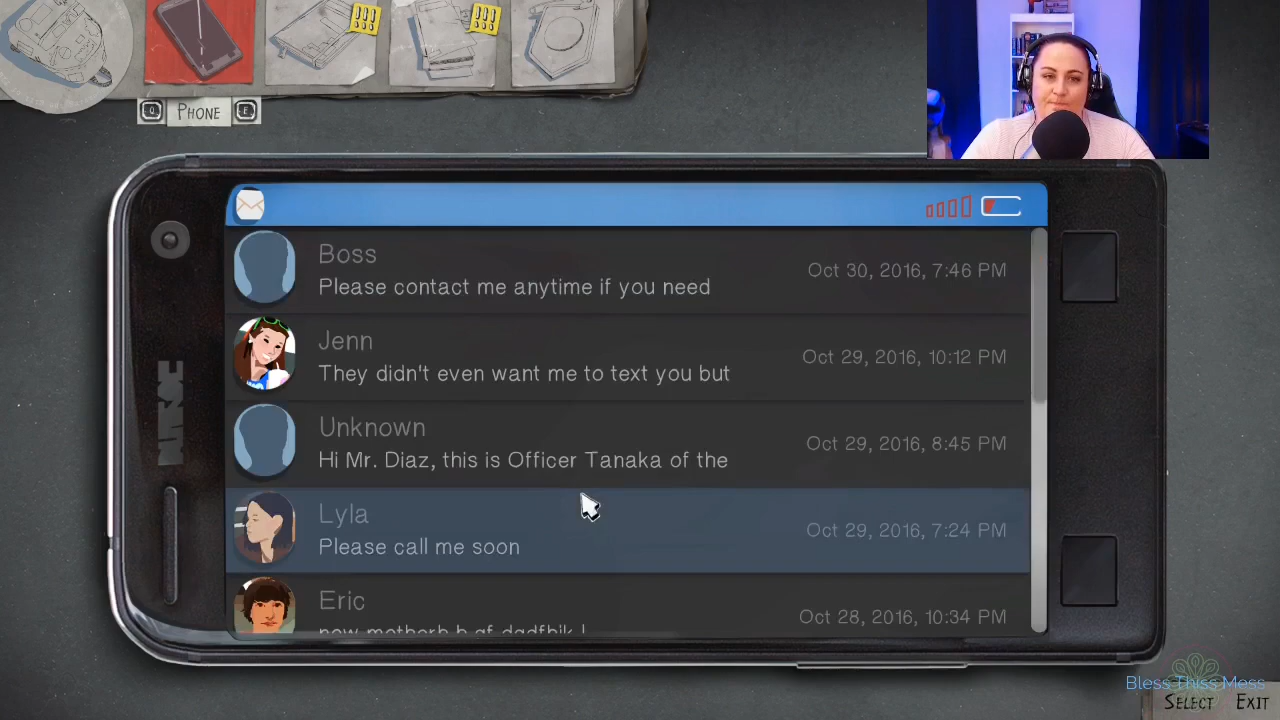 PHONE
Q
E
Boss
Please contact me anytime if you need
Oct 30, 2016, 7:46 PM
Jenn
They didn't even want me to text you but
Oct 29, 2016, 10:12 PM
Unknown
Hi Mr. Diaz, this is Officer Tanaka of the
Oct 29, 2016, 8:45 PM
Lyla
Please call me soon
Oct 29, 2016, 7:24 PM
Eric
Oct 28, 2016, 10:34 PM
Bless Thiss Mess
SELECT EXIT